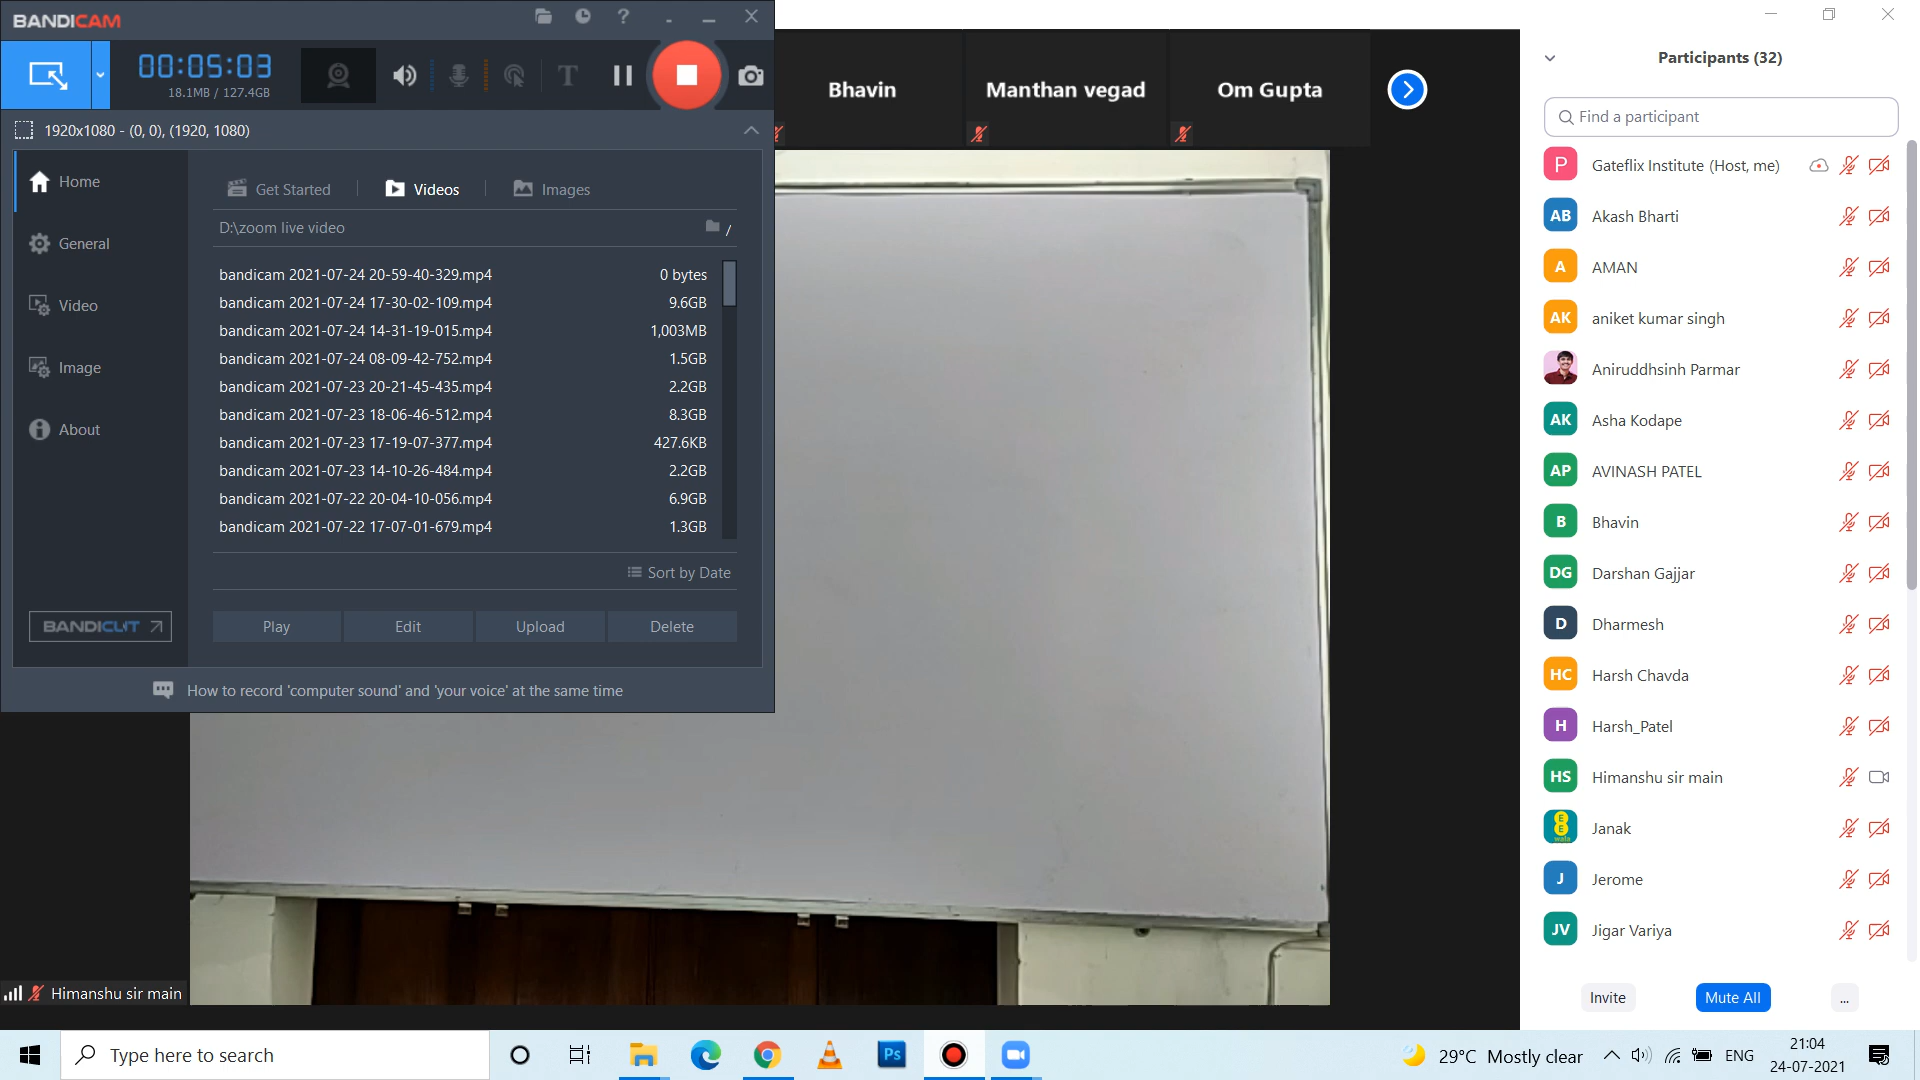 BANDICAM
00:05:03
18.1MB / 127.4GB
1920x1080 - (0, 0), (1920, 1080)
Home
General
Video
Image
About
BANDICUT
Get Started
Videos
Images
D:\zoom live video
/
bandicam 2021-07-24 20-59-40-329.mp4 0 bytes
bandicam 2021-07-24 17-30-02-109.mp4 9.6GB
bandicam 2021-07-24 14-31-19-015.mp4 1,003MB
bandicam 2021-07-24 08-09-42-752.mp4 1.5GB
bandicam 2021-07-23 20-21-45-435.mp4 2.2GB
bandicam 2021-07-23 18-06-46-512.mp4 8.3GB
bandicam 2021-07-23 17-19-07-377.mp4 427.6KB
bandicam 2021-07-23 14-10-26-484.mp4 2.2GB
bandicam 2021-07-22 20-04-10-056.mp4 6.9GB
bandicam 2021-07-22 17-07-01-679.mp4 1.3GB
Sort by Date
Play Edit Upload Delete
How to record 'computer sound' and 'your voice' at the same time
Bhavin
Manthan vegad
Om Gupta
Himanshu sir main
Participants (32)
Find a participant
P Gateflix Institute (Host, me)
AB Akash Bharti
A AMAN
AK aniket kumar singh
Aniruddhsinh Parmar
AK Asha Kodape
AP AVINASH PATEL
B Bhavin
DG Darshan Gajjar
D Dharmesh
HC Harsh Chavda
H Harsh_Patel
HS Himanshu sir main
Janak
J Jerome
JV Jigar Variya
Invite Mute All ...
Type here to search
Ps
29°C Mostly clear
ENG
21:04
24-07-2021